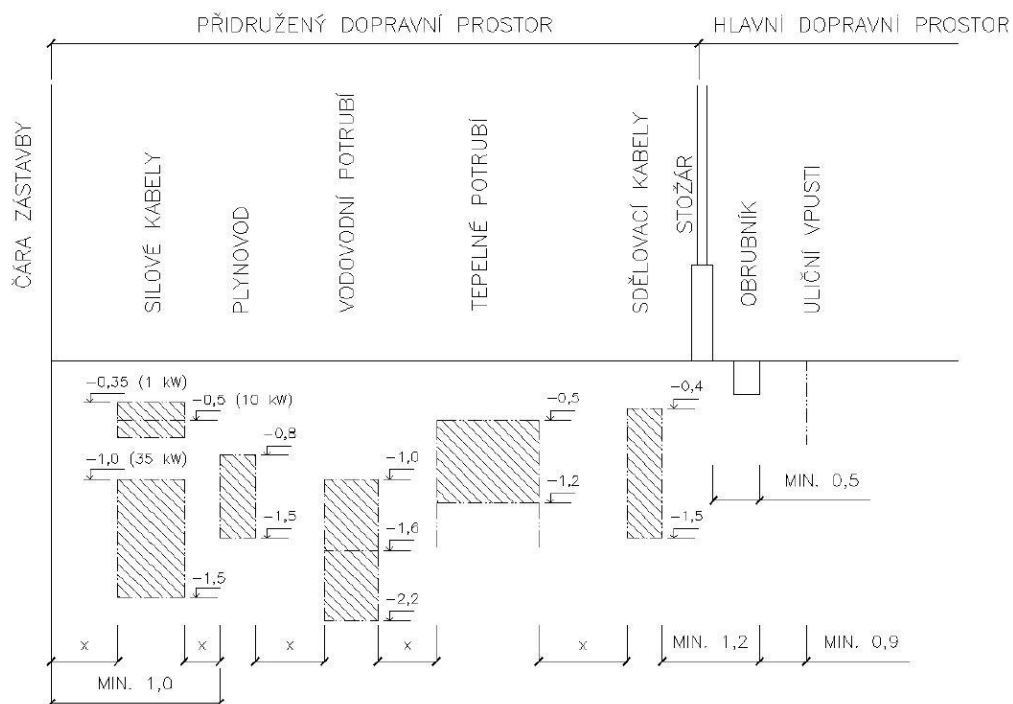 PŘIDRUŽENÝ DOPRAVNÍ PROSTOR
HLAVNÍ DOPRAVNÍ PROSTOR
ČÁRA ZÁSTAVBY
SILOVÉ KABELY
PLYNOVOD
VODOVODNÍ POTRUBÍ
TEPELNÉ POTRUBÍ
SDĚLOVACÍ KABELY
STOŽÁR
OBRUBNÍK
ULIČNÍ VPUSTI
-0,35 (1 kW)
-0,5 (10 kW)
-1,0 (35 kW)
-1,5
-0,8
-1,5
-1,0
-1,6
-2,2
-0,5
-1,2
-0,4
-1,5
MIN. 0,5
x
x
x
x
x
MIN. 1,2
MIN. 0,9
MIN. 1,0